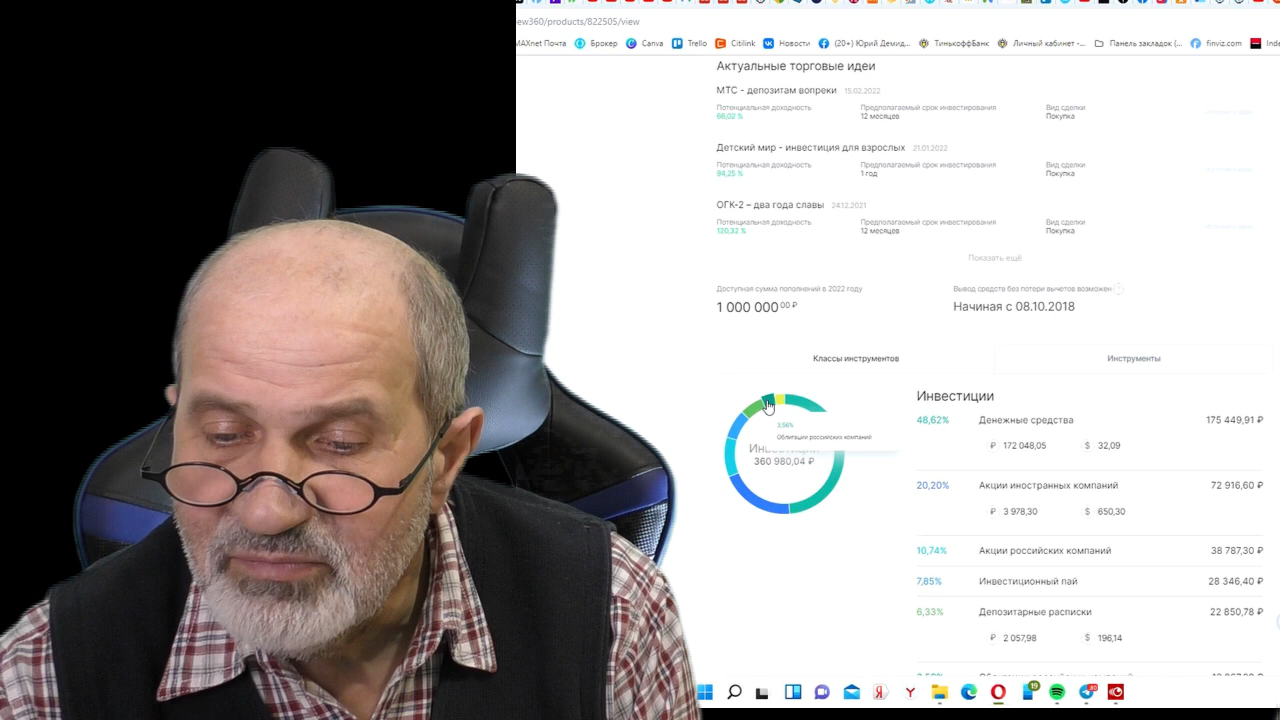 ew360/products/822505/view
MAXнет Почта Брокер Canva Trello Citilink Новости (20+) Юрий Демид... ТинькоффБанк Личный кабинет -... Панель закладок (... finviz.com Inde
Актуальные торговые идеи
МТС - депозитам вопреки 15.02.2022
Потенциальная доходность Предполагаемый срок инвестирования Вид сделки
66,02 % 12 месяцев Покупка
Детский мир - инвестиция для взрослых 21.01.2022
Потенциальная доходность Предполагаемый срок инвестирования Вид сделки
94,25 % 1 год Покупка
ОГК-2 – два года славы 24.12.2021
Потенциальная доходность Предполагаемый срок инвестирования Вид сделки
120,32 % 12 месяцев Покупка
Показать ещё
Доступная сумма пополнений в 2022 году Вывод средств без потери вычетов возможен ?
1 000 000 00 ₽ Начиная с 08.10.2018
Классы инструментов Инструменты
Инвестиции
3,56%
Облигации российских компаний
Инвестиции
360 980,04 ₽
48,62% Денежные средства 175 449,91 ₽
₽ 172 048,05 $ 32,09
20,20% Акции иностранных компаний 72 916,60 ₽
₽ 3 978,30 $ 650,30
10,74% Акции российских компаний 38 787,30 ₽
7,85% Инвестиционный пай 28 346,40 ₽
6,33% Депозитарные расписки 22 850,78 ₽
₽ 2 057,98 $ 196,14